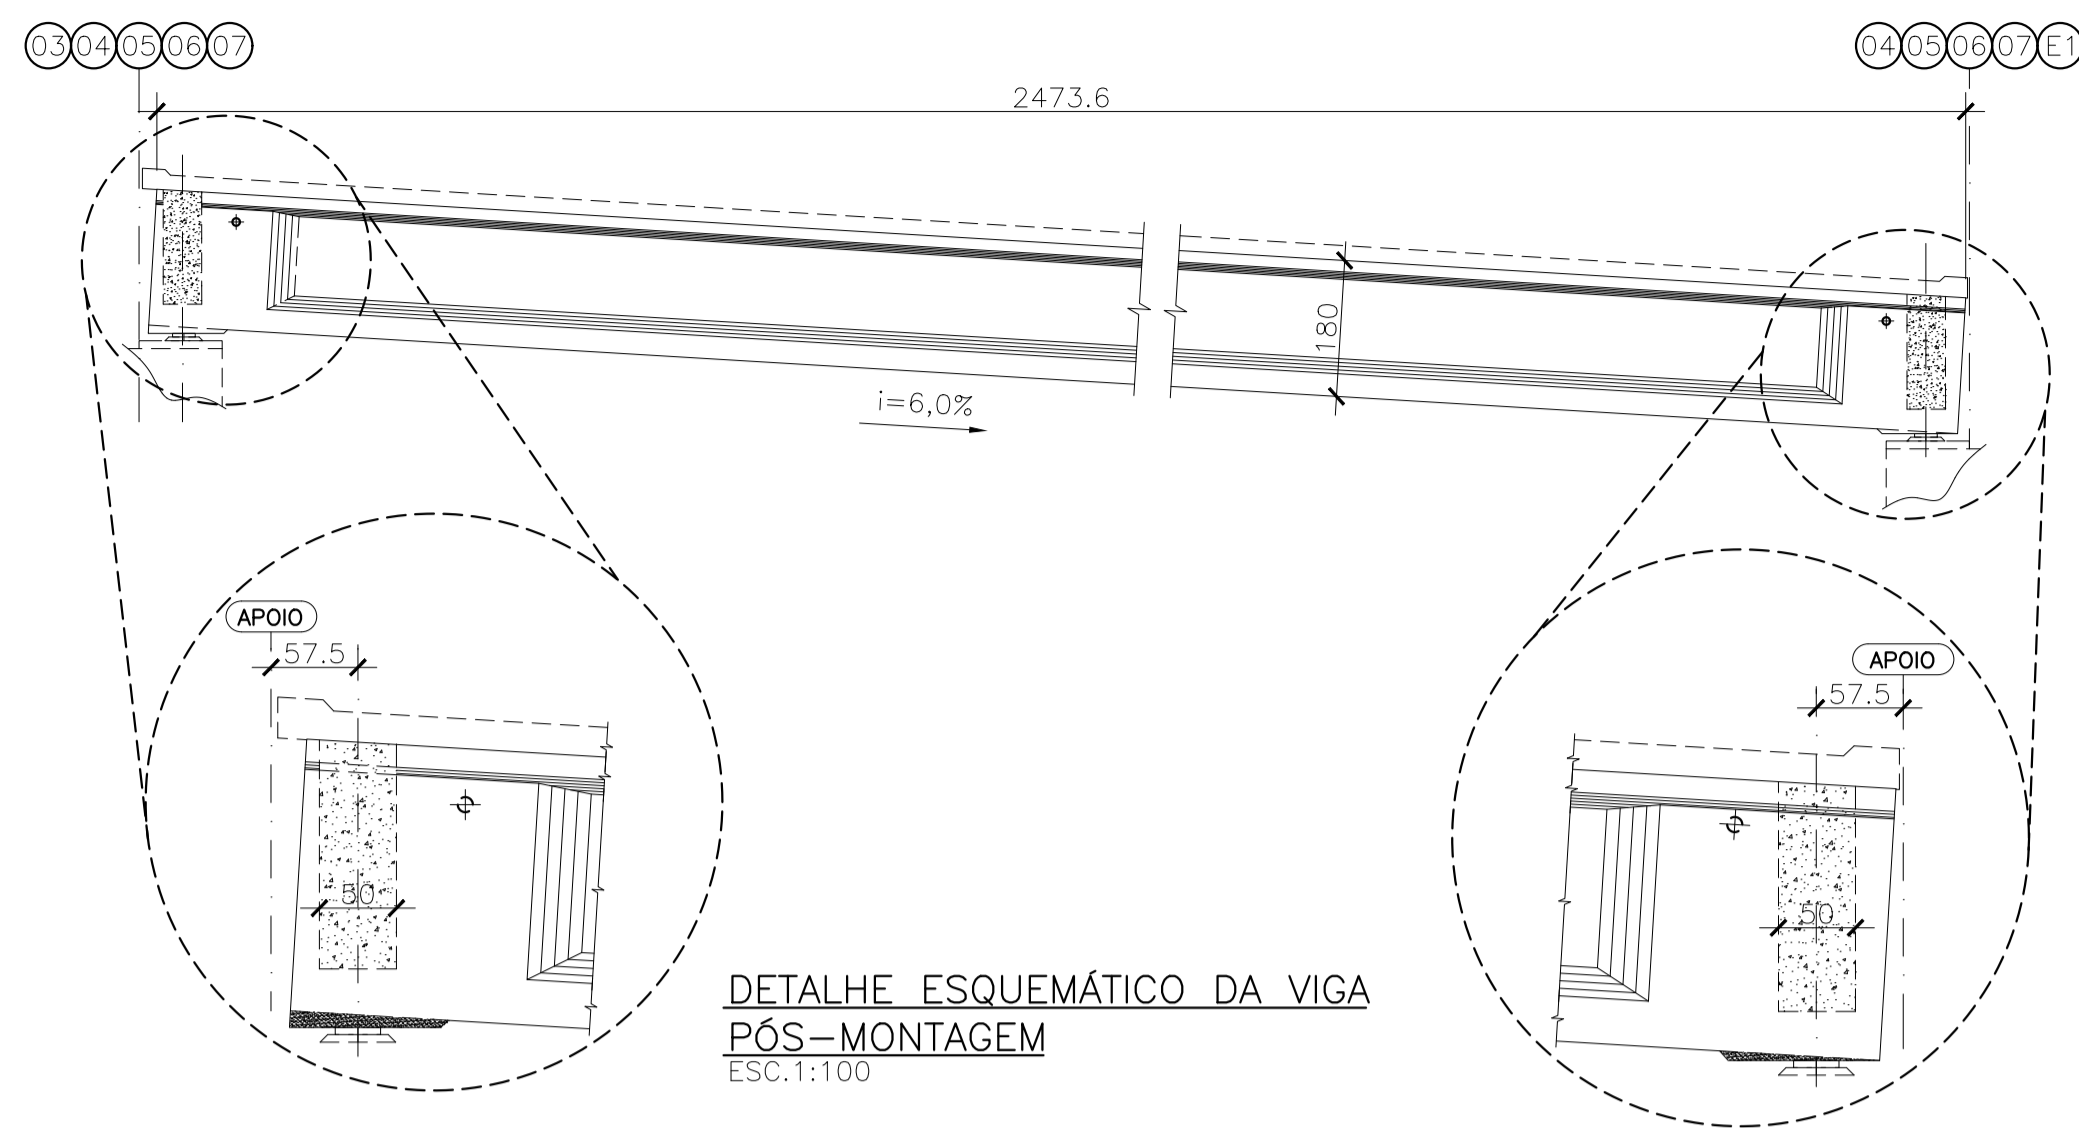 03 04 05 06 07
04 05 06 07 E1
2473.6
180
i=6,0%
APOIO
57.5
50
APOIO
57.5
50
DETALHE ESQUEMÁTICO DA VIGA
PÓS-MONTAGEM
ESC.1:100